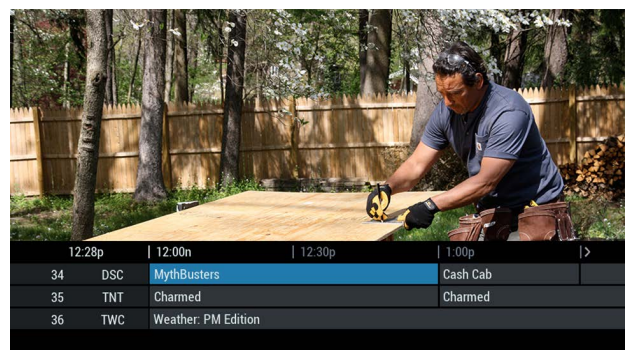 12:28p 12:00n 12:30p 1:00p
34 DSC MythBusters Cash Cab
35 TNT Charmed Charmed
36 TWC Weather: PM Edition